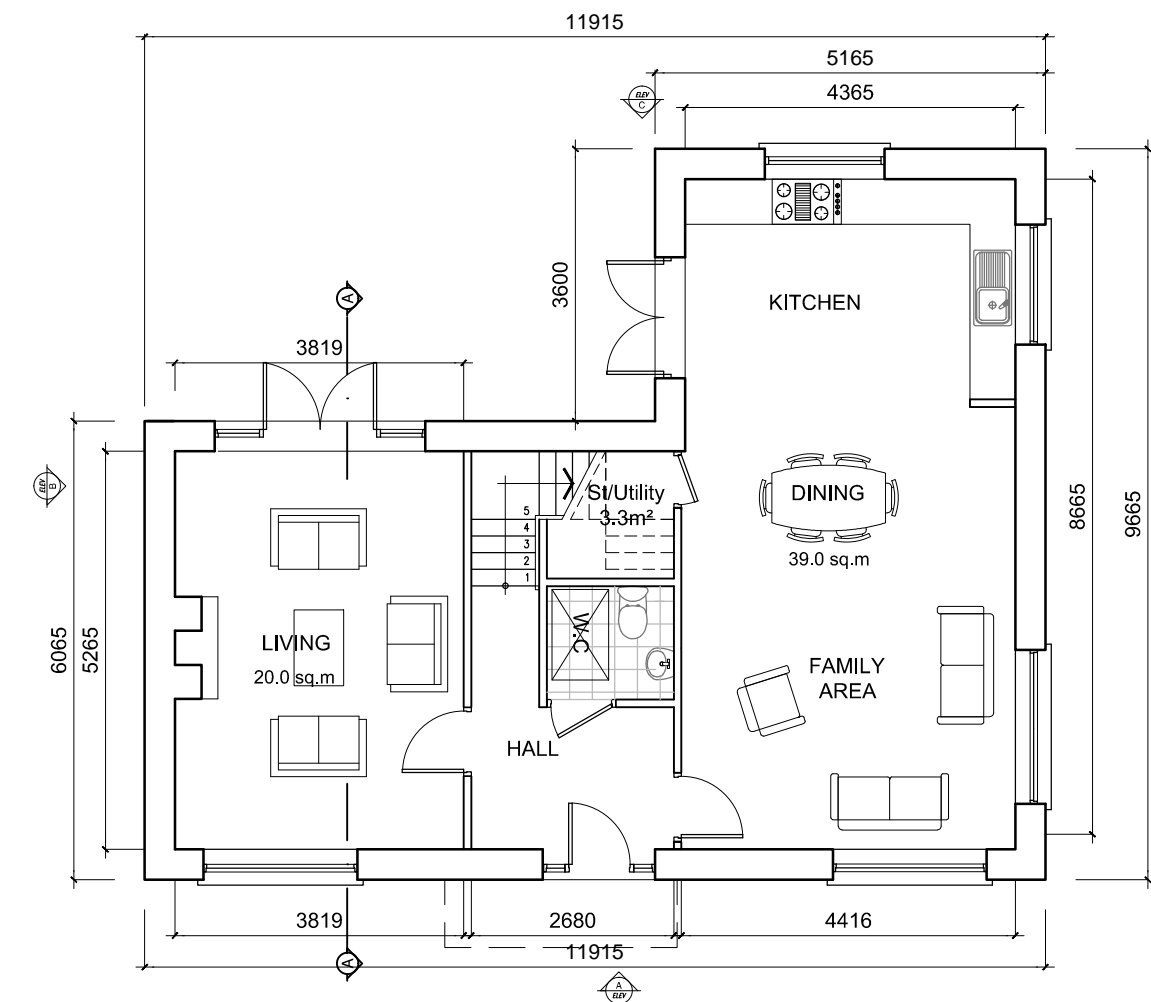 11915
5165
4365
ELEV
C
3600
KITCHEN
A
3819
ELEV
B
St/Utility
3.3m²
5
4
3
2
1
DINING
39.0 sq.m
8665
9665
6065
5265
LIVING
20.0 sq.m
W.C
FAMILY
AREA
HALL
3819
2680
4416
11915
A
A
ELEV